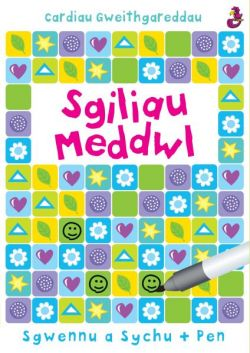 Cardiau Gweithgareddau
Sgiliau
Meddwl
Sgwennu a Sychu + Pen